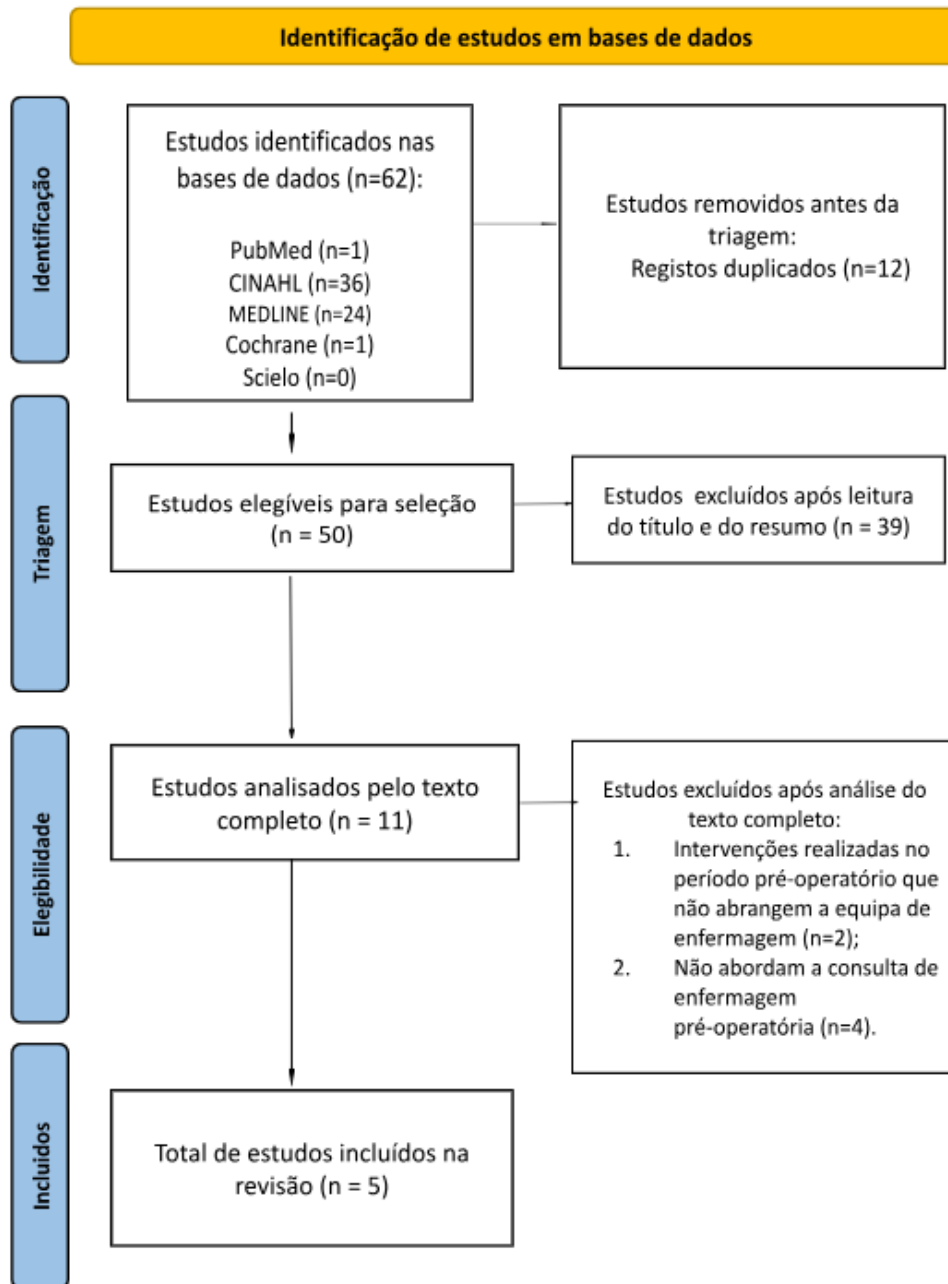 Identificação de estudos em bases de dados
Identificação
Estudos identificados nas
bases de dados (n=62):
PubMed (n=1)
CINAHL (n=36)
MEDLINE (n=24)
Cochrane (n=1)
Scielo (n=0)
Estudos removidos antes da
triagem:
Registos duplicados (n=12)
Triagem
Estudos elegíveis para seleção
(n = 50)
Estudos excluídos após leitura
do título e do resumo (n = 39)
Elegibilidade
Estudos analisados pelo texto
completo (n = 11)
Estudos excluídos após análise do
texto completo:
1. Intervenções realizadas no
período pré-operatório que
não abrangem a equipa de
enfermagem (n=2);
2. Não abordam a consulta de
enfermagem
pré-operatória (n=4).
Incluidos
Total de estudos incluídos na
revisão (n = 5)